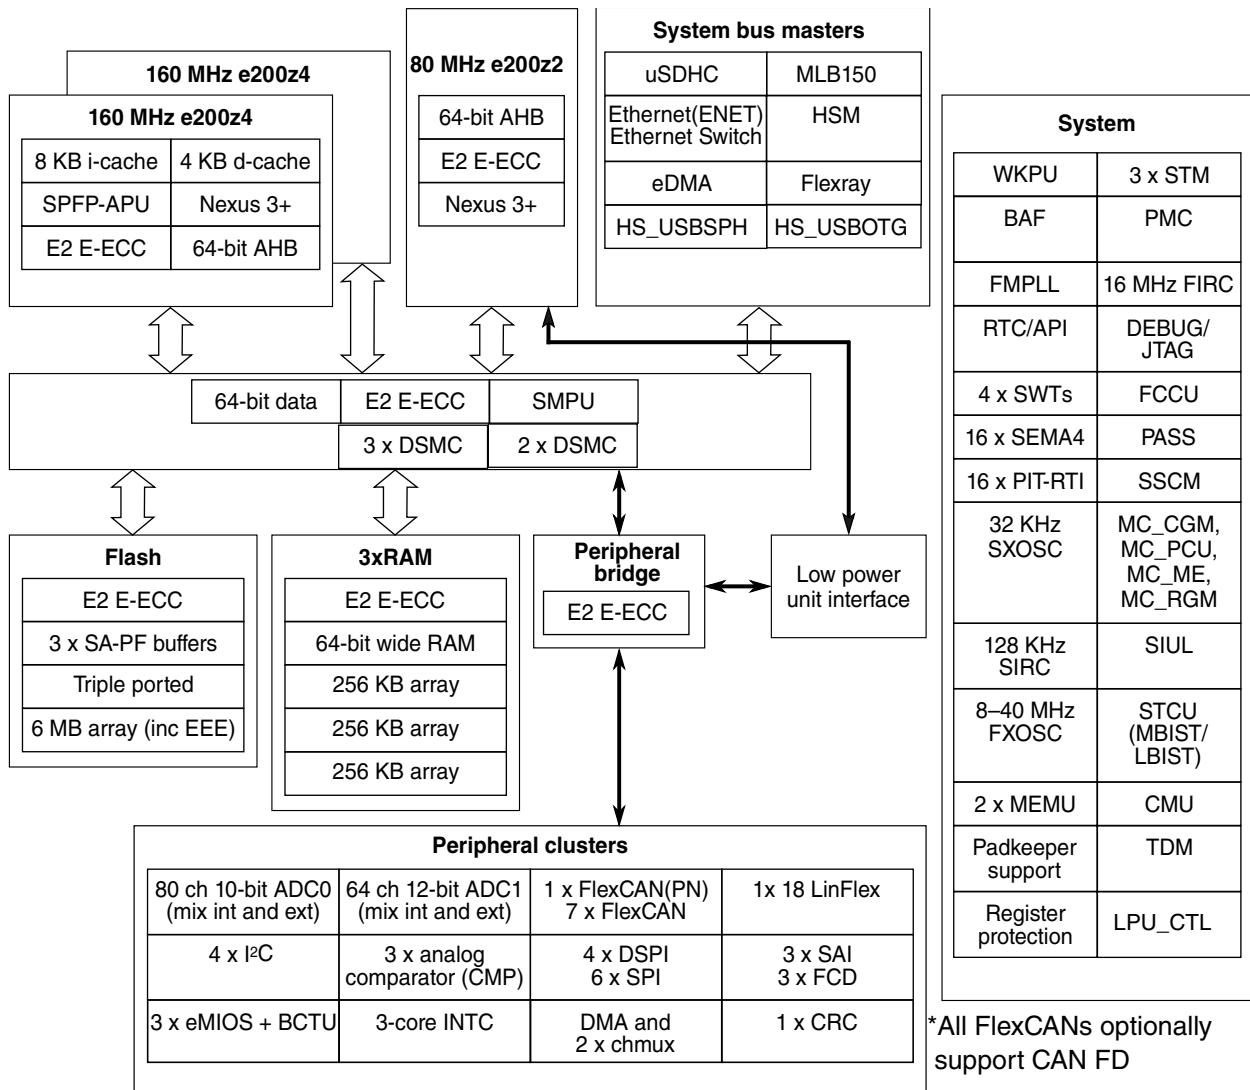 160 MHz e200z4
160 MHz e200z4
8 KB i-cache
4 KB d-cache
SPFP-APU
Nexus 3+
E2 E-ECC
64-bit AHB
80 MHz e200z2
64-bit AHB
E2 E-ECC
Nexus 3+
System bus masters
uSDHC
MLB150
Ethernet(ENET)
Ethernet Switch
HSM
eDMA
Flexray
HS_USBSPH
HS_USBOTG
64-bit data
E2 E-ECC
SMPU
3 x DSMC
2 x DSMC
Flash
E2 E-ECC
3 x SA-PF buffers
Triple ported
6 MB array (inc EEE)
3xRAM
E2 E-ECC
64-bit wide RAM
256 KB array
256 KB array
256 KB array
Peripheral
bridge
E2 E-ECC
Low power
unit interface
Peripheral clusters
80 ch 10-bit ADC0
(mix int and ext)
64 ch 12-bit ADC1
(mix int and ext)
1 x FlexCAN(PN)
7 x FlexCAN
1x 18 LinFlex
4 x I²C
3 x analog
comparator (CMP)
4 x DSPI
6 x SPI
3 x SAI
3 x FCD
3 x eMIOS + BCTU
3-core INTC
DMA and
2 x chmux
1 x CRC
System
WKPU
3 x STM
BAF
PMC
FMPLL
16 MHz FIRC
RTC/API
DEBUG/
JTAG
4 x SWTs
FCCU
16 x SEMA4
PASS
16 x PIT-RTI
SSCM
32 KHz
SXOSC
MC_CGM,
MC_PCU,
MC_ME,
MC_RGM
128 KHz
SIRC
SIUL
8–40 MHz
FXOSC
STCU
(MBIST/
LBIST)
2 x MEMU
CMU
Padkeeper
support
TDM
Register
protection
LPU_CTL
*All FlexCANs optionally
support CAN FD